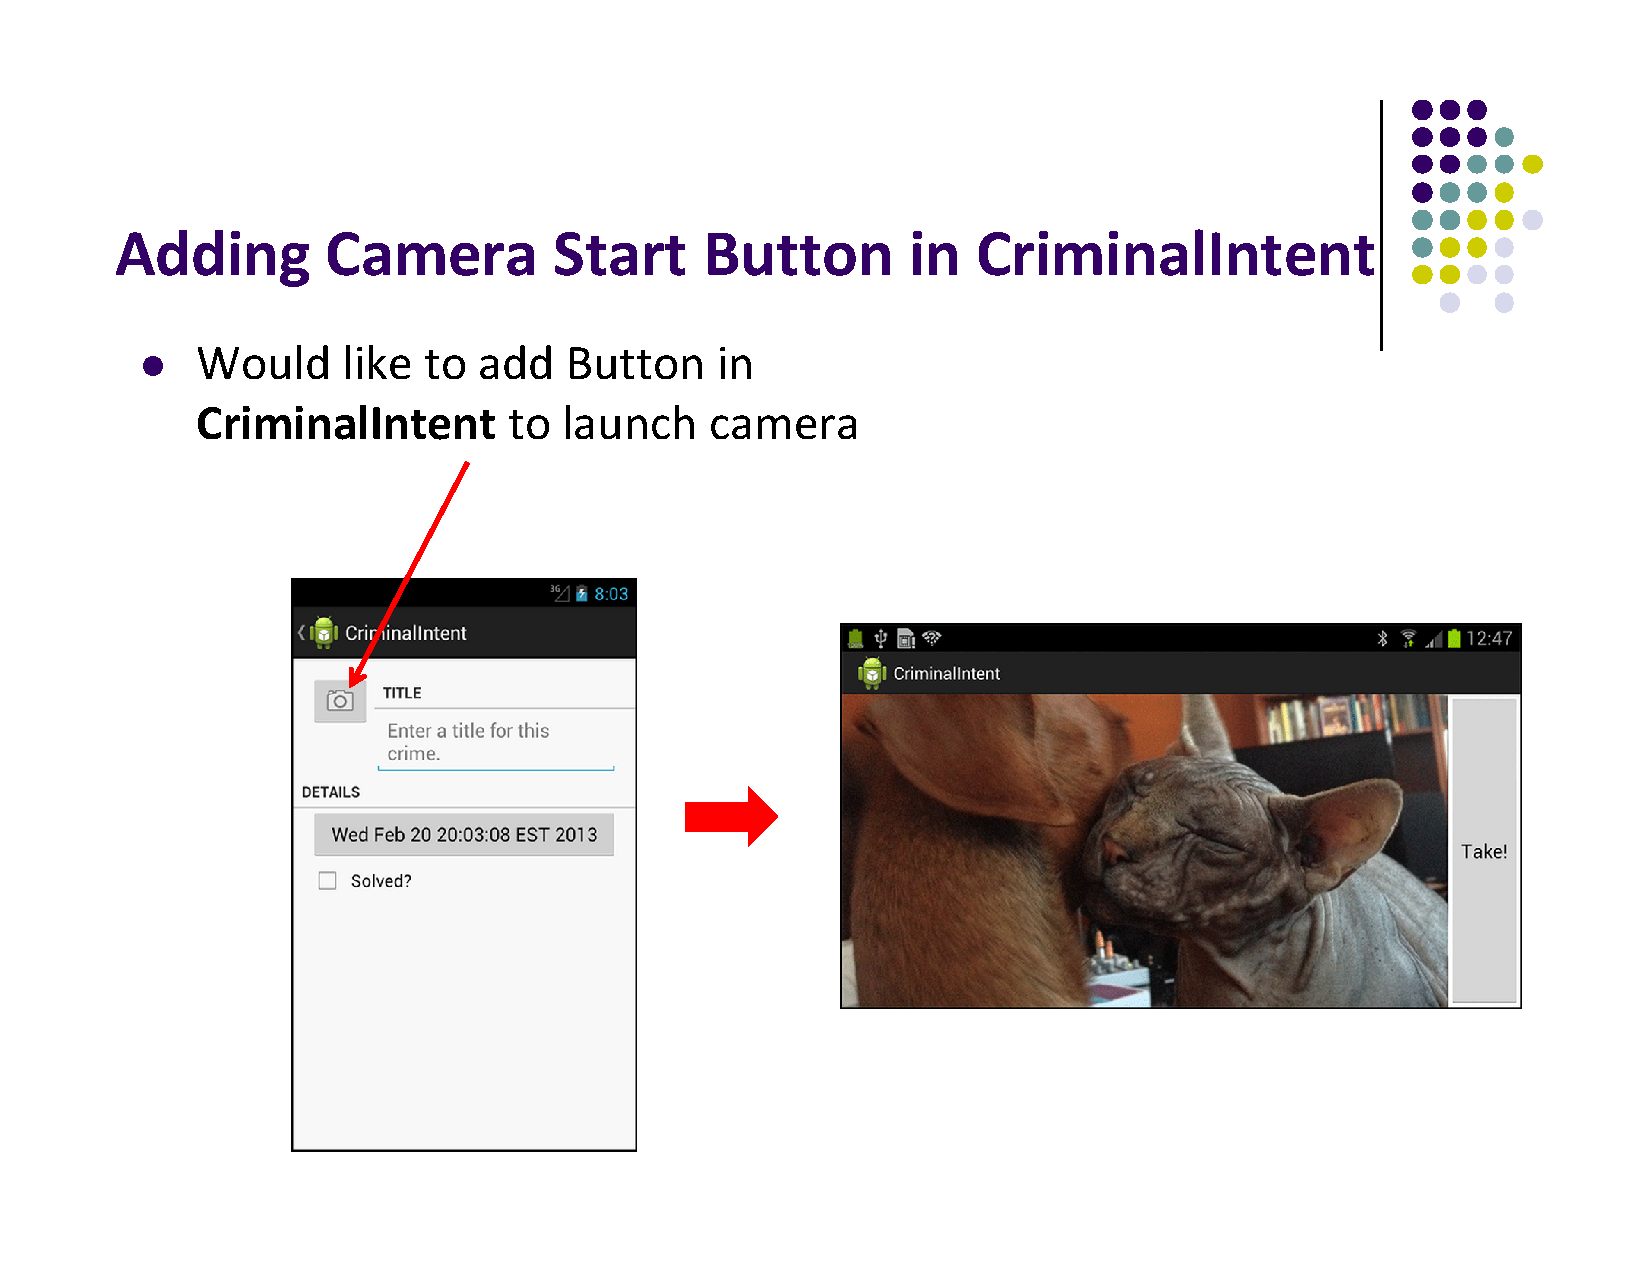 Adding Camera Start Button in CriminalIntent
Would like to add Button in
CriminalIntent to launch camera
3G 8:03
CriminalIntent
TITLE
Enter a title for this
crime.
DETAILS
Wed Feb 20 20:03:08 EST 2013
Solved?
12:47
CriminalIntent
Take!